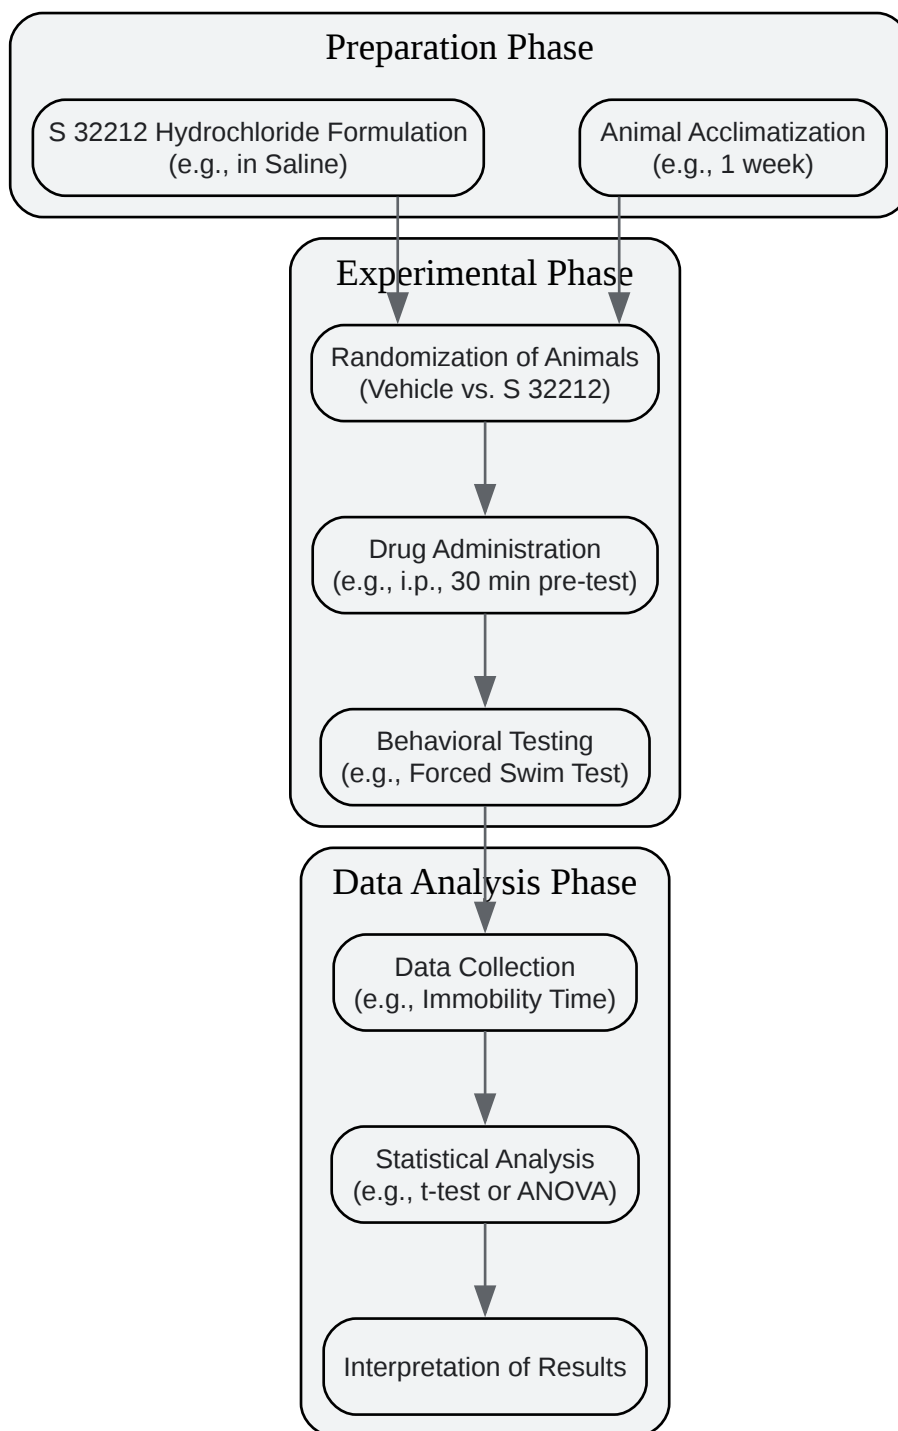 Preparation Phase
S 32212 Hydrochloride Formulation
(e.g., in Saline)
Animal Acclimatization
(e.g., 1 week)
Experimental Phase
Randomization of Animals
(Vehicle vs. S 32212)
Drug Administration
(e.g., i.p., 30 min pre-test)
Behavioral Testing
(e.g., Forced Swim Test)
Data Analysis Phase
Data Collection
(e.g., Immobility Time)
Statistical Analysis
(e.g., t-test or ANOVA)
Interpretation of Results